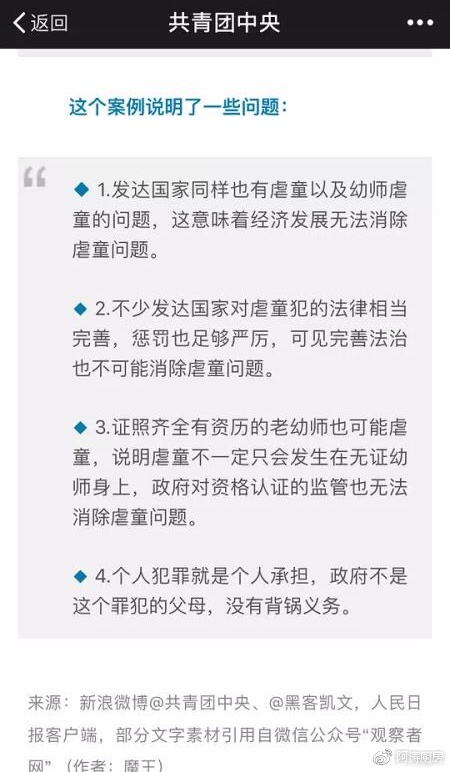 返回
共青团中央
这个案例说明了一些问题：
“
◆ 1.发达国家同样也有虐童以及幼师虐
童的问题，这意味着经济发展无法消除
虐童问题。
◆ 2.不少发达国家对虐童犯的法律相当
完善，惩罚也足够严厉，可见完善法治
也不可能消除虐童问题。
◆ 3.证照齐全有资历的老幼师也可能虐
童，说明虐童不一定只会发生在无证幼
师身上，政府对资格认证的监管也无法
消除虐童问题。
◆ 4.个人犯罪就是个人承担，政府不是
这个罪犯的父母，没有背锅义务。
来源：新浪微博@共青团中央、@黑客凯文，人民日
报客户端，部分文字素材引用自微信公众号“观察者
网”（作者：魔王）